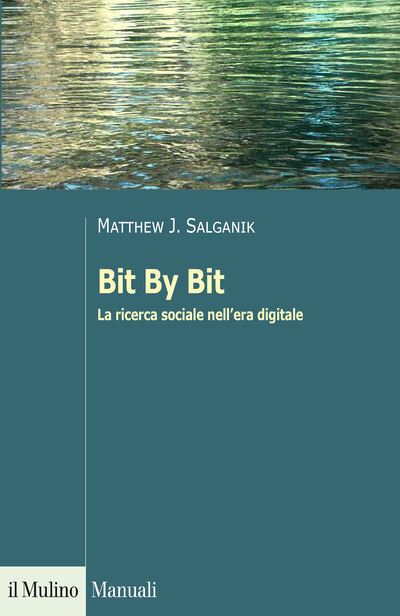 MATTHEW J. SALGANIK
Bit By Bit
La ricerca sociale nell'era digitale
il Mulino Manuali